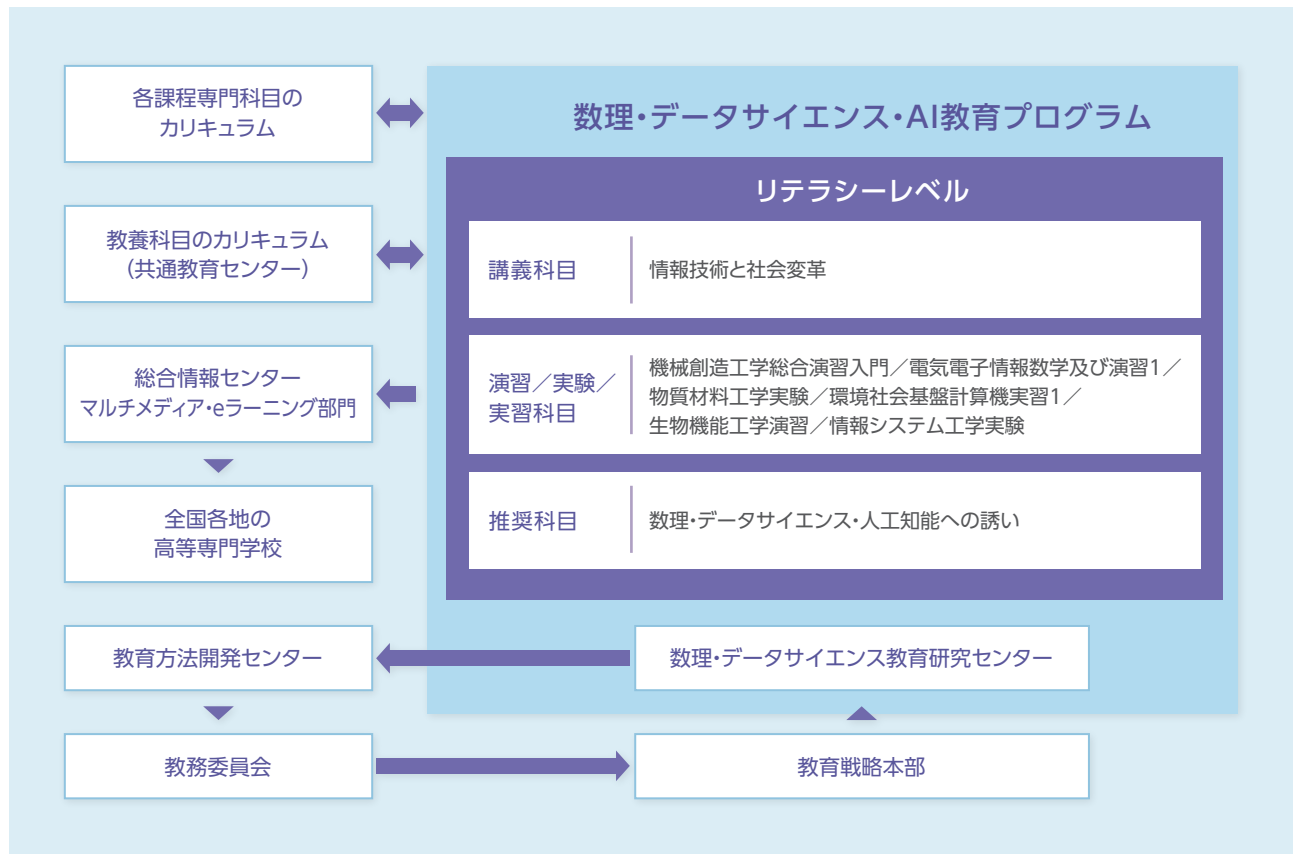 各課程専門科目の
カリキュラム
教養科目のカリキュラム
(共通教育センター)
総合情報センター
マルチメディア・eラーニング部門
全国各地の
高等専門学校
教育方法開発センター
教務委員会
数理・データサイエンス・AI教育プログラム
リテラシーレベル
講義科目
情報技術と社会変革
演習／実験／
実習科目
機械創造工学総合演習入門／電気電子情報数学及び演習1／
物質材料工学実験／環境社会基盤計算機実習1／
生物機能工学演習／情報システム工学実験
推奨科目
数理・データサイエンス・人工知能への誘い
数理・データサイエンス教育研究センター
教育戦略本部